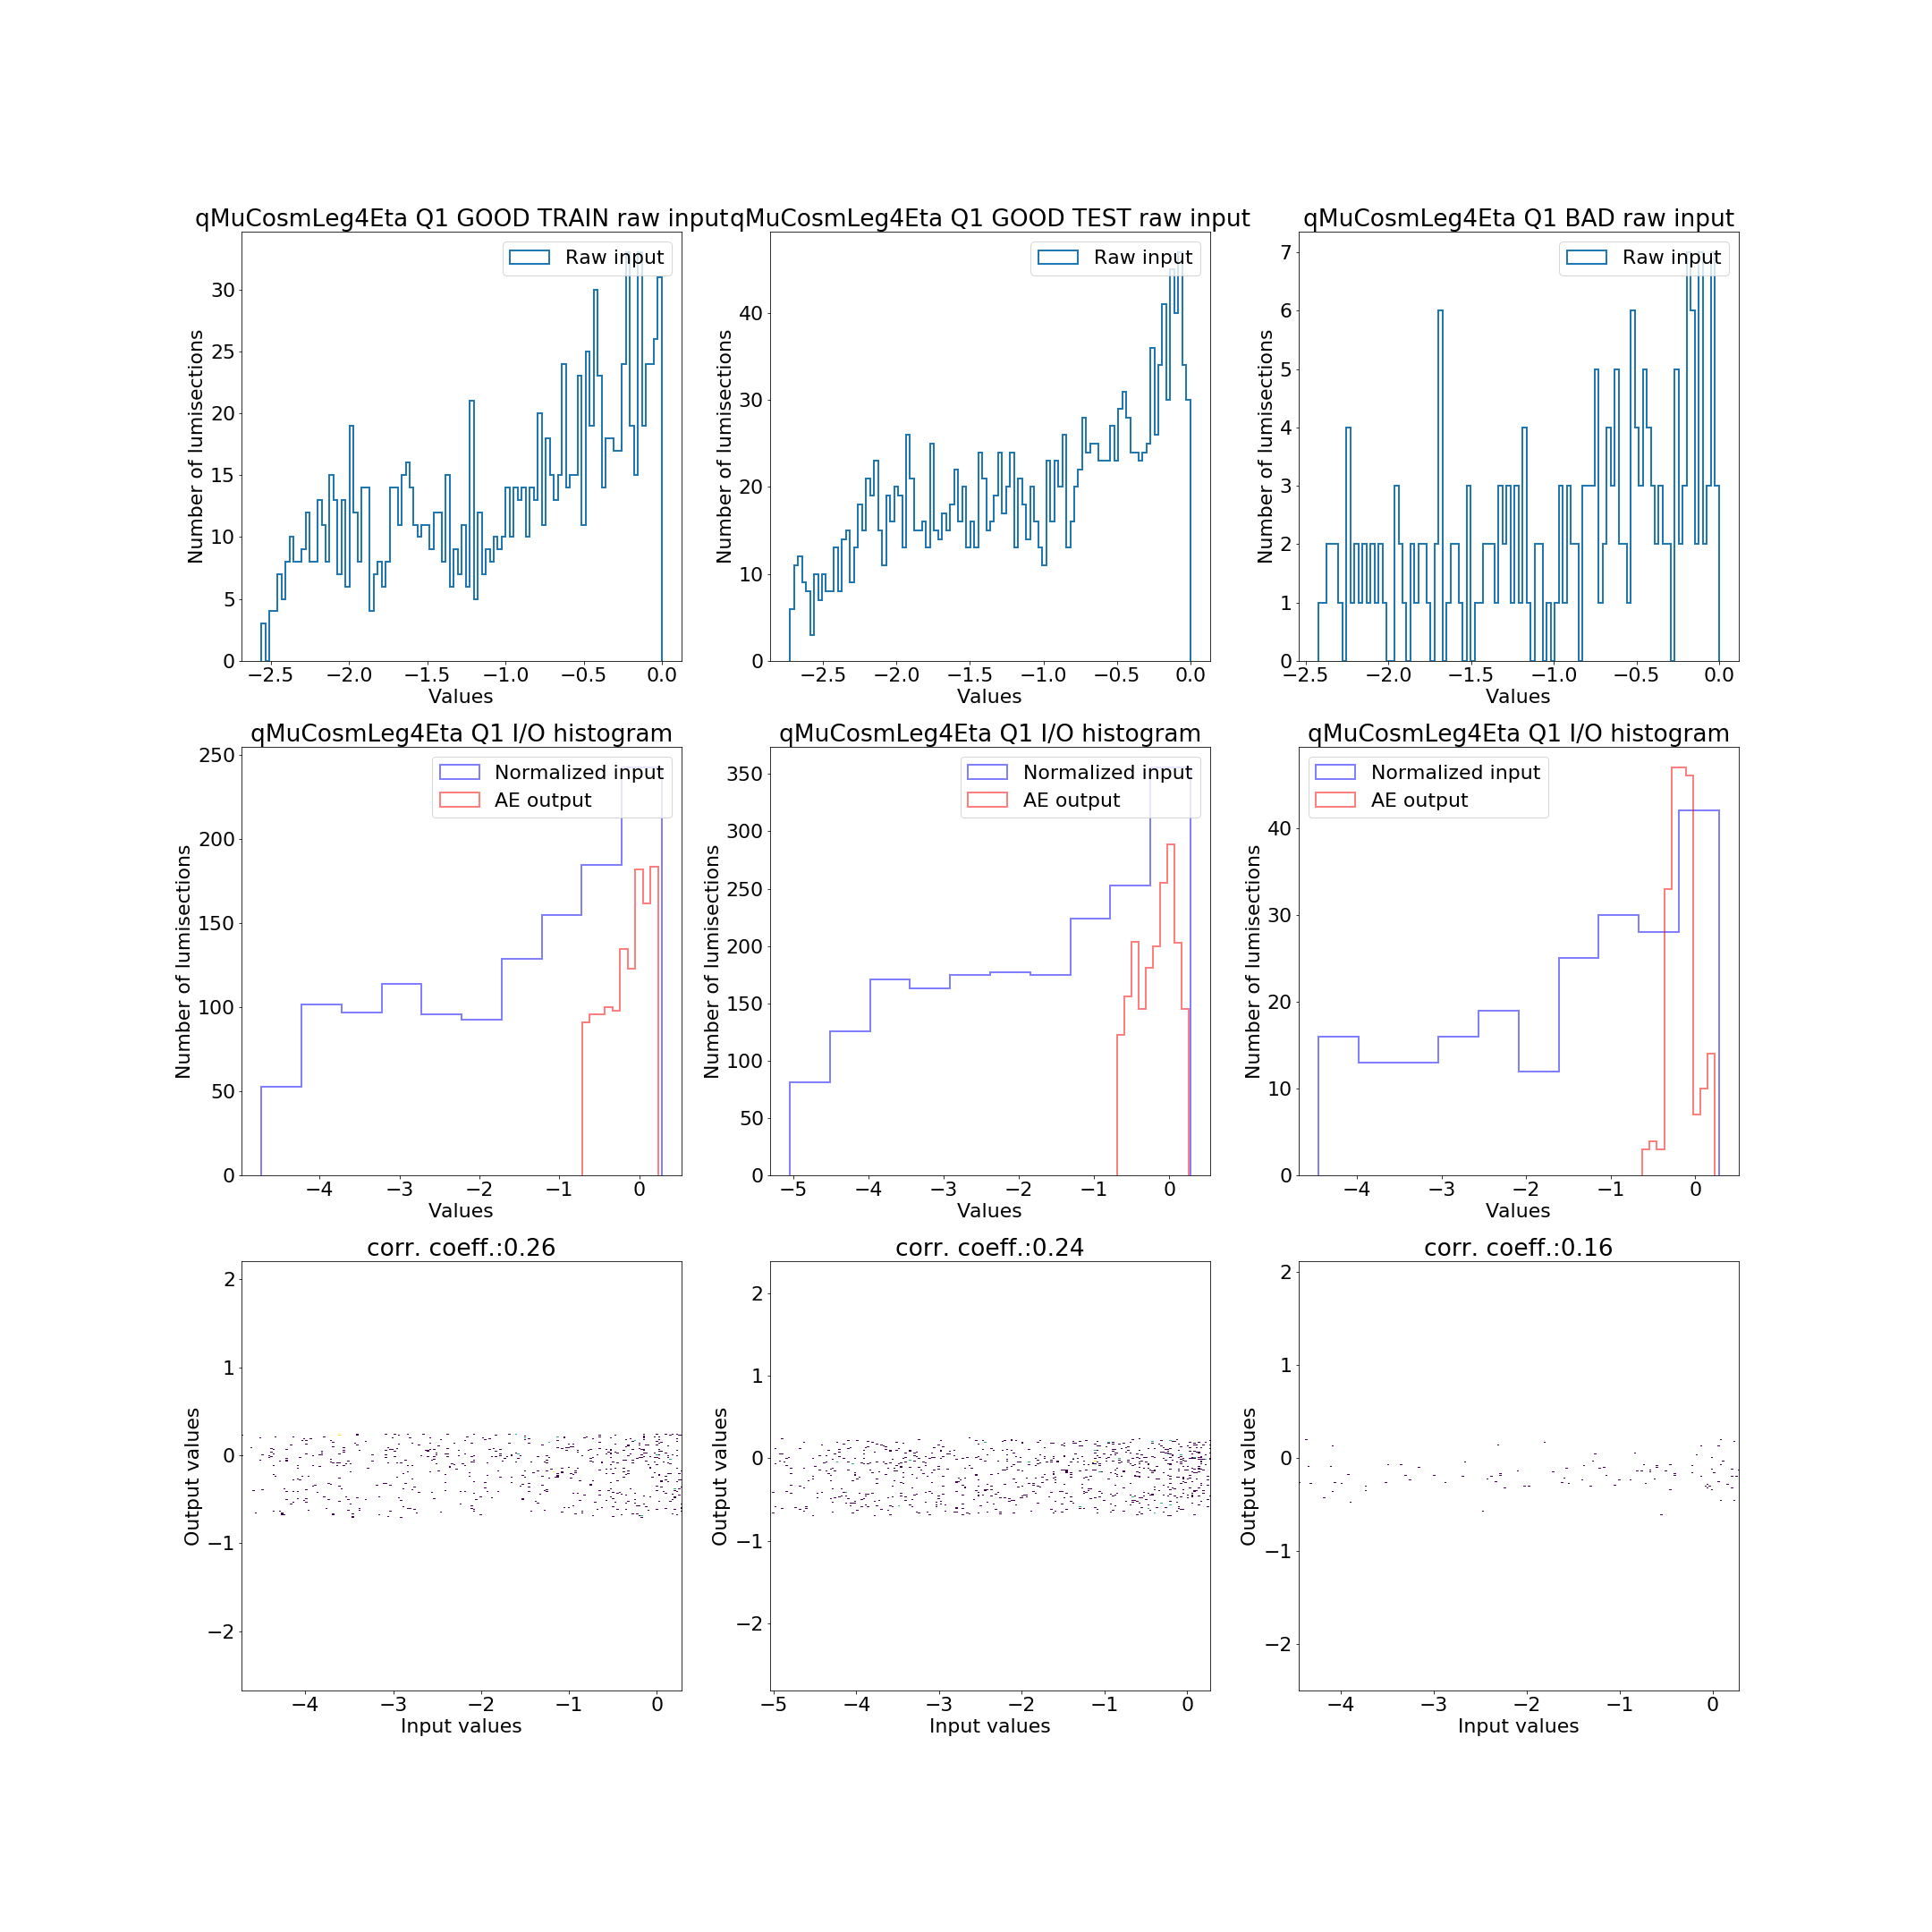 qMuCosmLeg4Eta Q1 GOOD TRAIN raw input
Raw input
Number of lumisections
0
5
10
15
20
25
30
−2.5 −2.0 −1.5 −1.0 −0.5 0.0
Values
qMuCosmLeg4Eta Q1 GOOD TEST raw input
Raw input
Number of lumisections
0
10
20
30
40
−2.5 −2.0 −1.5 −1.0 −0.5 0.0
Values
qMuCosmLeg4Eta Q1 BAD raw input
Raw input
Number of lumisections
0
1
2
3
4
5
6
7
−2.5 −2.0 −1.5 −1.0 −0.5 0.0
Values
qMuCosmLeg4Eta Q1 I/O histogram
Normalized input
AE output
Number of lumisections
0
50
100
150
200
250
−4 −3 −2 −1 0
Values
qMuCosmLeg4Eta Q1 I/O histogram
Normalized input
AE output
Number of lumisections
0
50
100
150
200
250
300
350
−5 −4 −3 −2 −1 0
Values
qMuCosmLeg4Eta Q1 I/O histogram
Normalized input
AE output
Number of lumisections
0
10
20
30
40
−4 −3 −2 −1 0
Values
corr. coeff.:0.26
Output values
2
1
0
−1
−2
−4 −3 −2 −1 0
Input values
corr. coeff.:0.24
Output values
2
1
0
−1
−2
−5 −4 −3 −2 −1 0
Input values
corr. coeff.:0.16
Output values
2
1
0
−1
−2
−4 −3 −2 −1 0
Input values